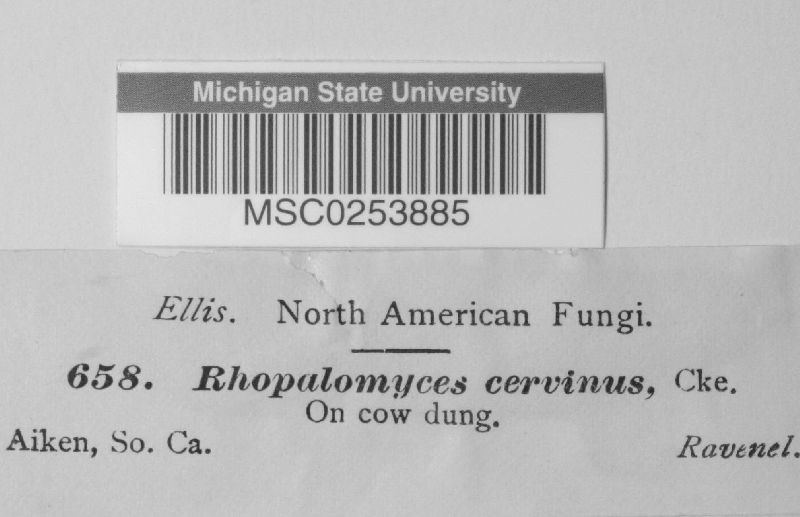 Michigan State University
MSC0253885
Ellis. North American Fungi.
658. Rhopalomyces cervinus, Cke.
On cow dung.
Aiken, So. Ca. Ravenel.